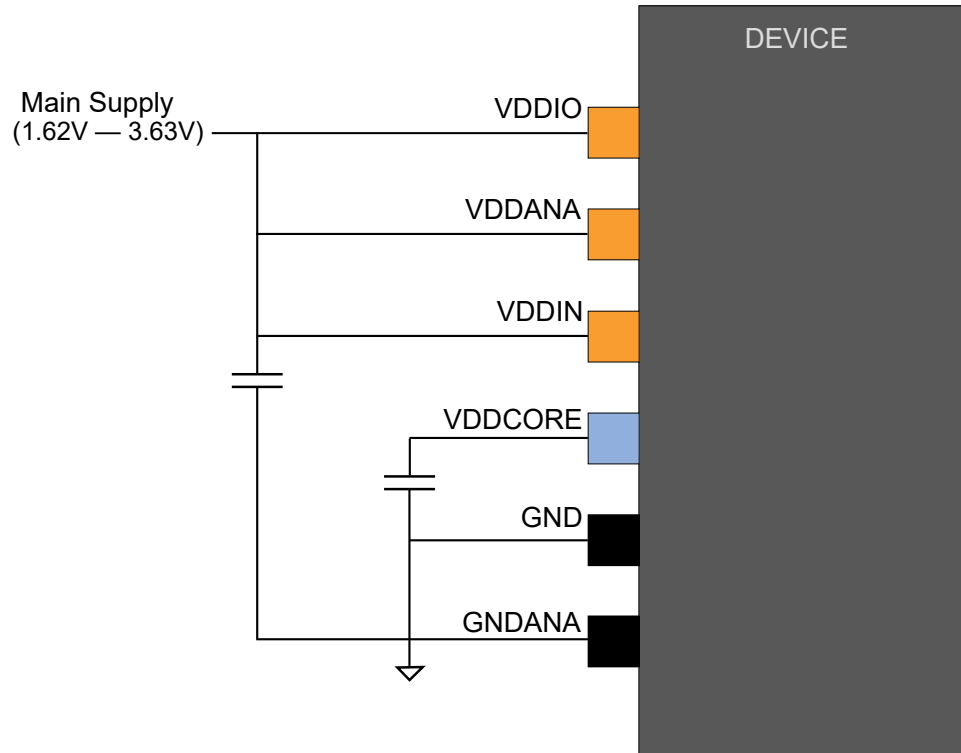 DEVICE
Main Supply
(1.62V — 3.63V)
VDDIO
VDDANA
VDDIN
VDDCORE
GND
GNDANA